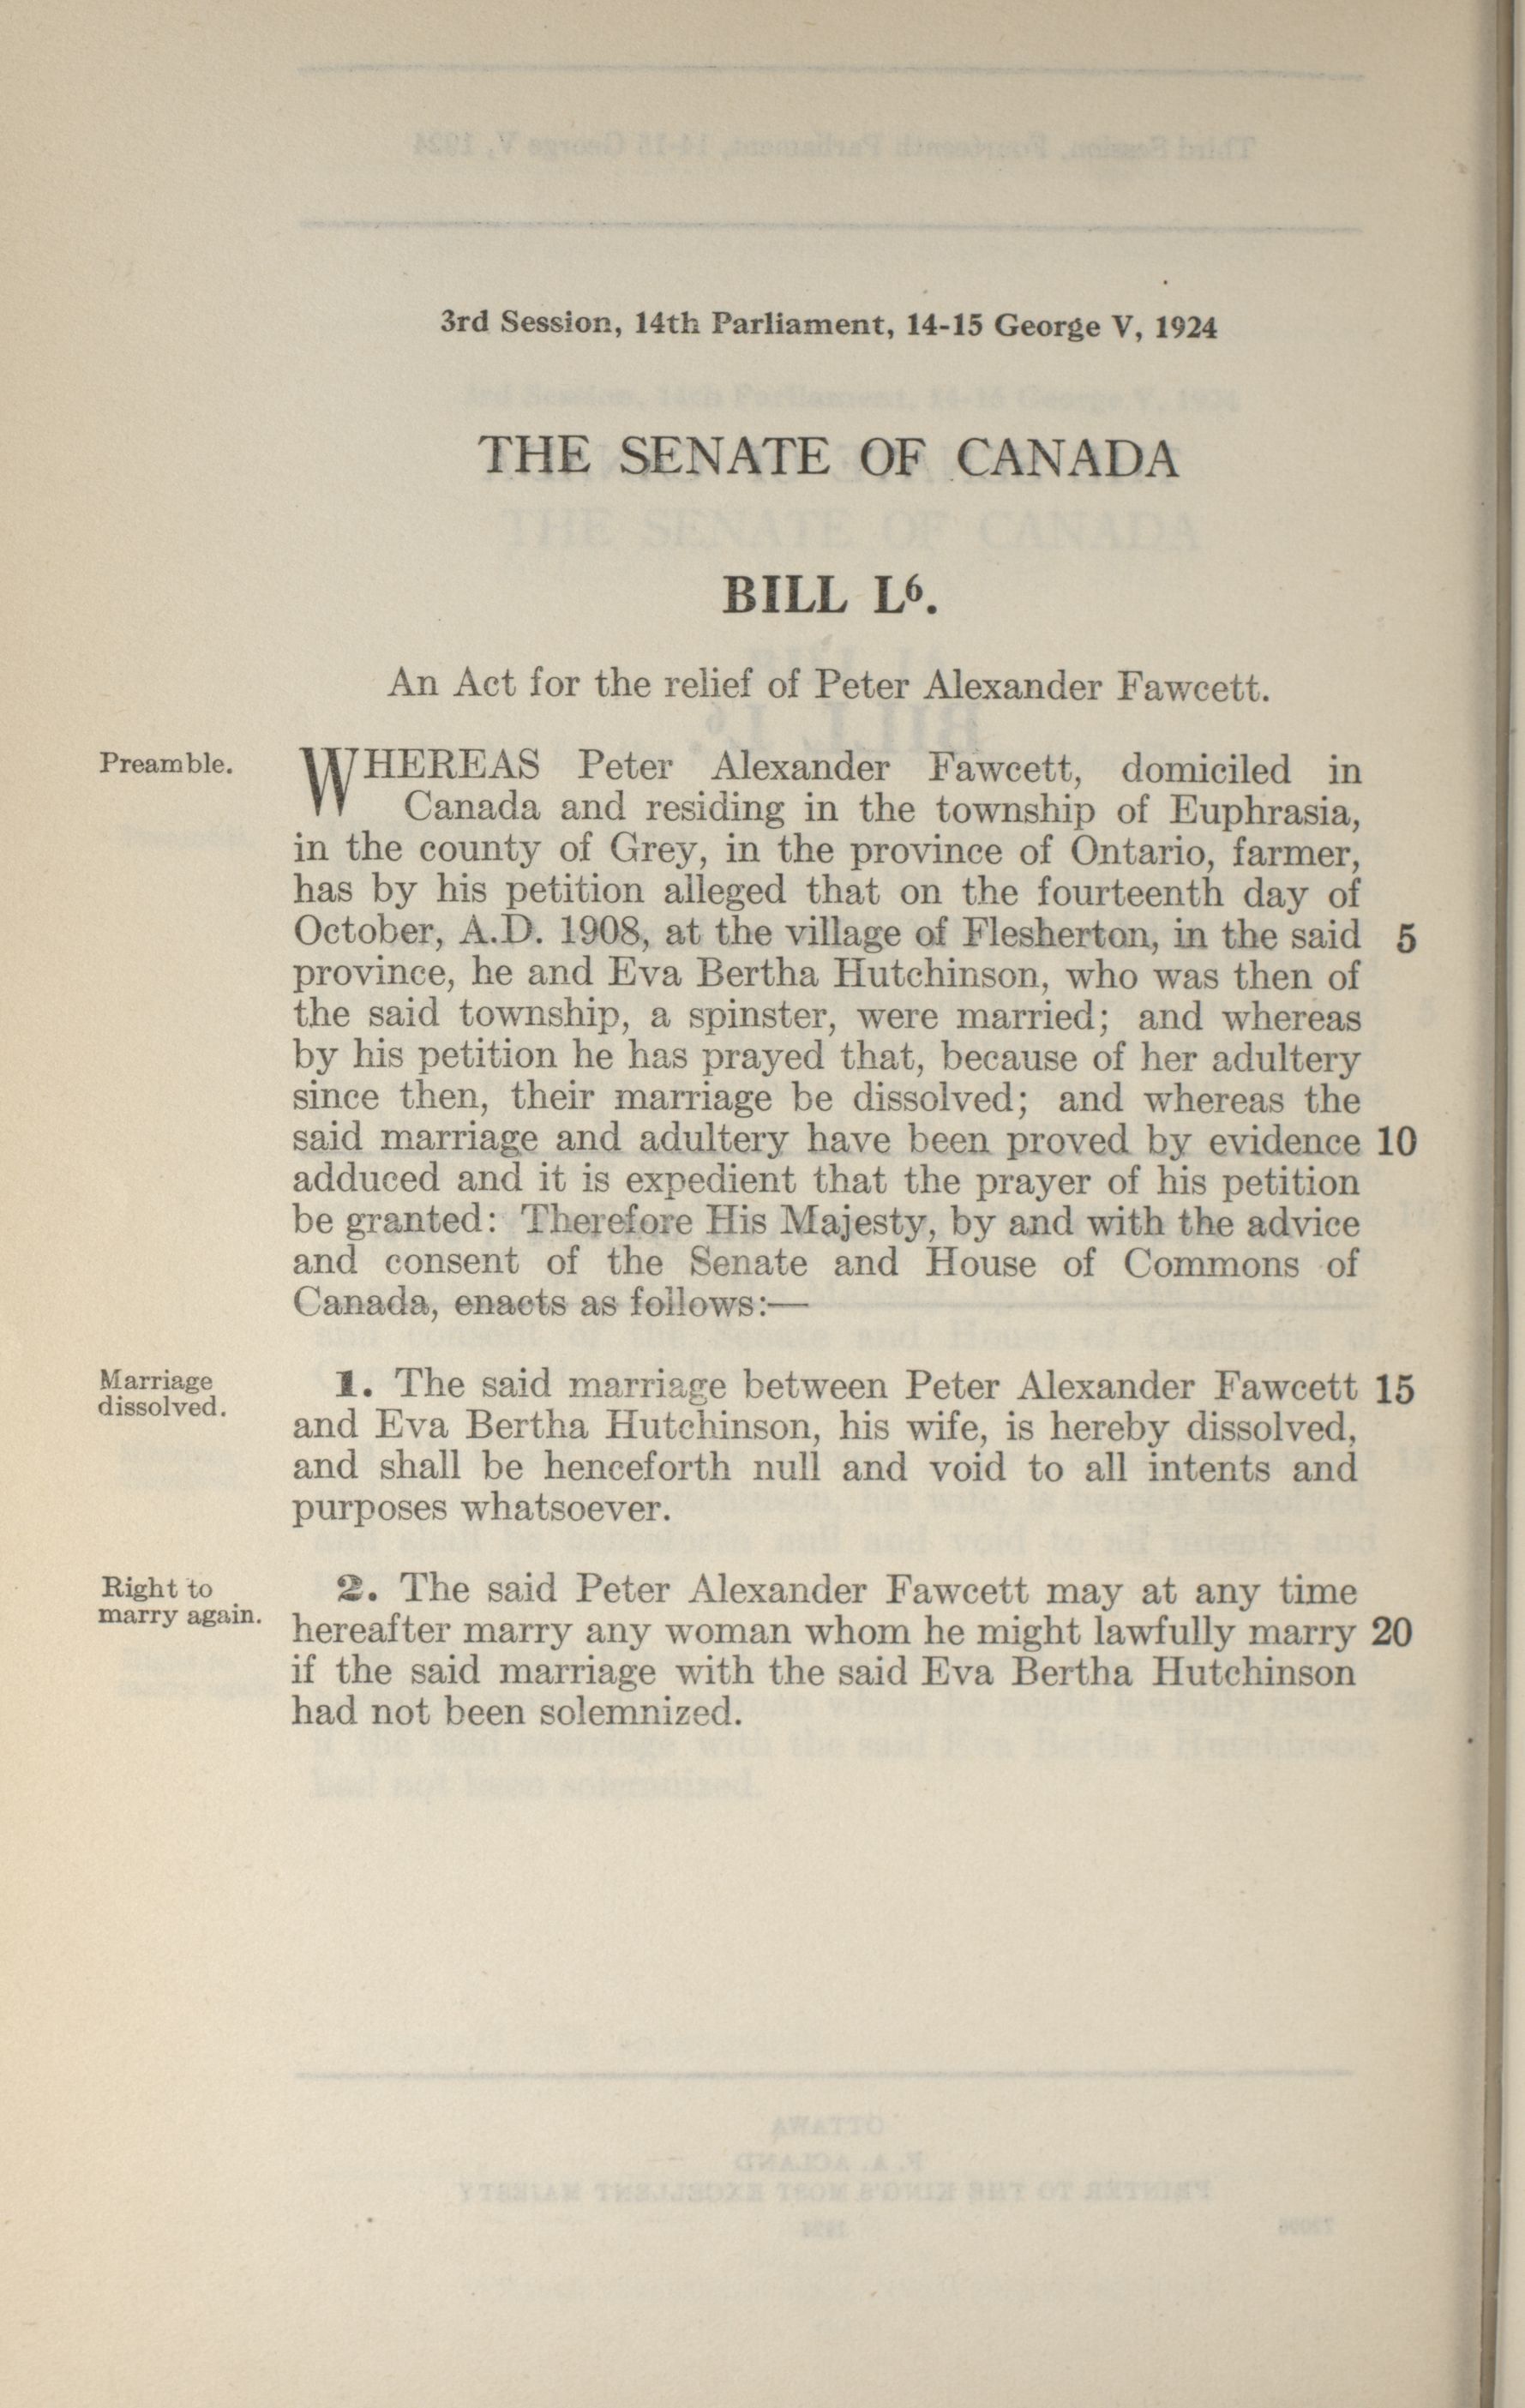 3rd Session, 14th Parliament, 14-15 George V, 1924
THE SENATE OF CANADA
BILL L⁶.
An Act for the relief of Peter Alexander Fawcett.
Preamble.
WHEREAS Peter Alexander Fawcett, domiciled in
Canada and residing in the township of Euphrasia,
in the county of Grey, in the province of Ontario, farmer,
has by his petition alleged that on the fourteenth day of
October, A.D. 1908, at the village of Flesherton, in the said 5
province, he and Eva Bertha Hutchinson, who was then of
the said township, a spinster, were married; and whereas
by his petition he has prayed that, because of her adultery
since then, their marriage be dissolved; and whereas the
said marriage and adultery have been proved by evidence 10
adduced and it is expedient that the prayer of his petition
be granted: Therefore His Majesty, by and with the advice
and consent of the Senate and House of Commons of
Canada, enacts as follows:—
Marriage
dissolved.
1. The said marriage between Peter Alexander Fawcett 15
and Eva Bertha Hutchinson, his wife, is hereby dissolved,
and shall be henceforth null and void to all intents and
purposes whatsoever.
Right to
marry again.
2. The said Peter Alexander Fawcett may at any time
hereafter marry any woman whom he might lawfully marry 20
if the said marriage with the said Eva Bertha Hutchinson
had not been solemnized.